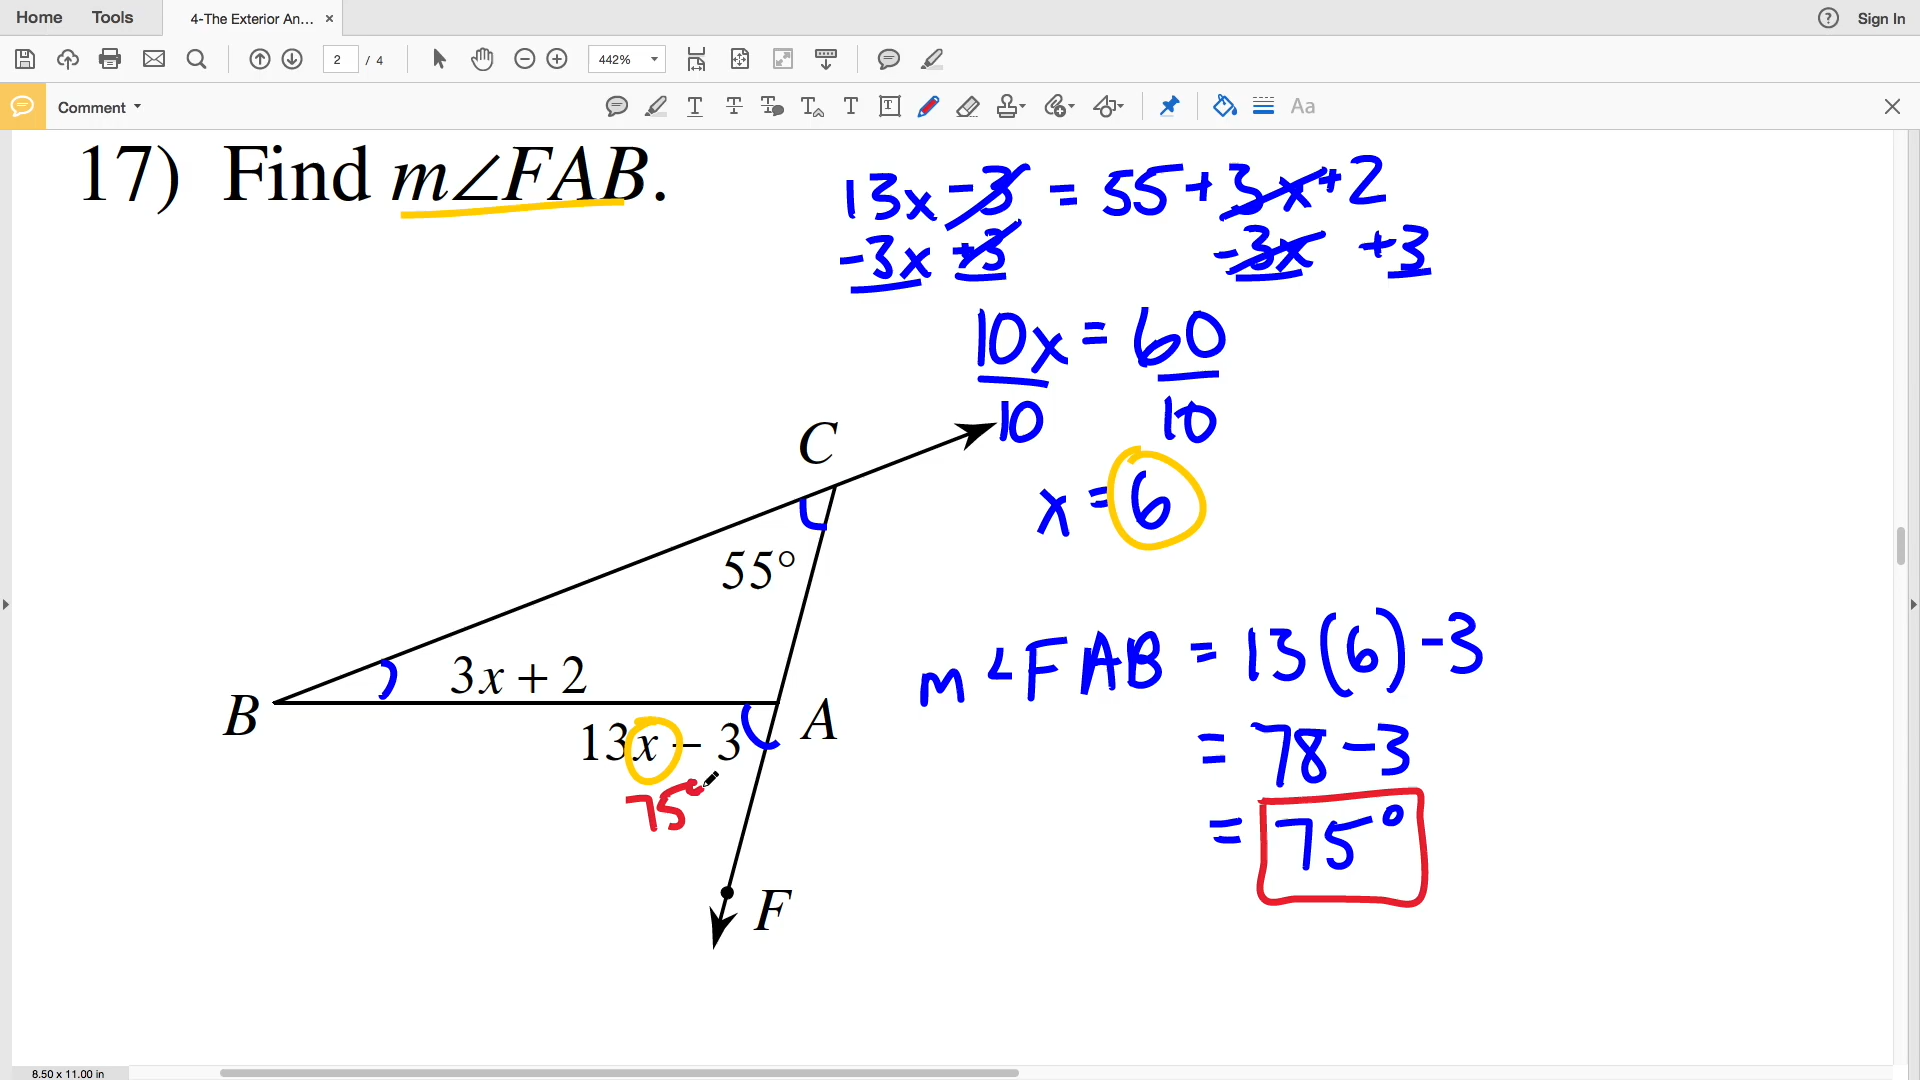 Home Tools 4-The Exterior An... × Sign In
2 / 4 442%
Comment Aa
17) Find m∠FAB.
13x - 3 = 55 + 3x + 2
-3x +3 -3x +3
10x = 60
10 10
x = 6
C
55°
3x + 2
B
13x − 3
A
75°
F
m∠FAB = 13(6) - 3
= 78 - 3
= 75°
8.50 x 11.00 in